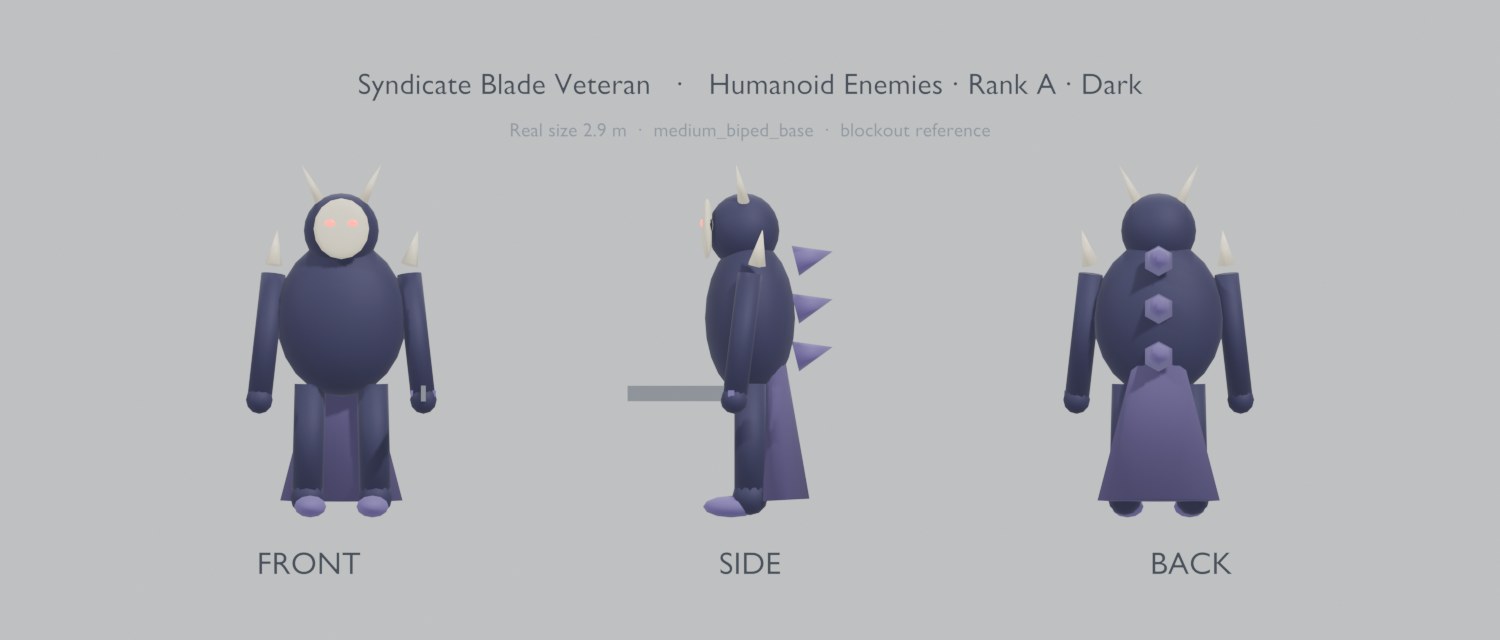 Syndicate Blade Veteran · Humanoid Enemies · Rank A · Dark
Real size 2.9 m · medium_biped_base · blockout reference
FRONT SIDE BACK